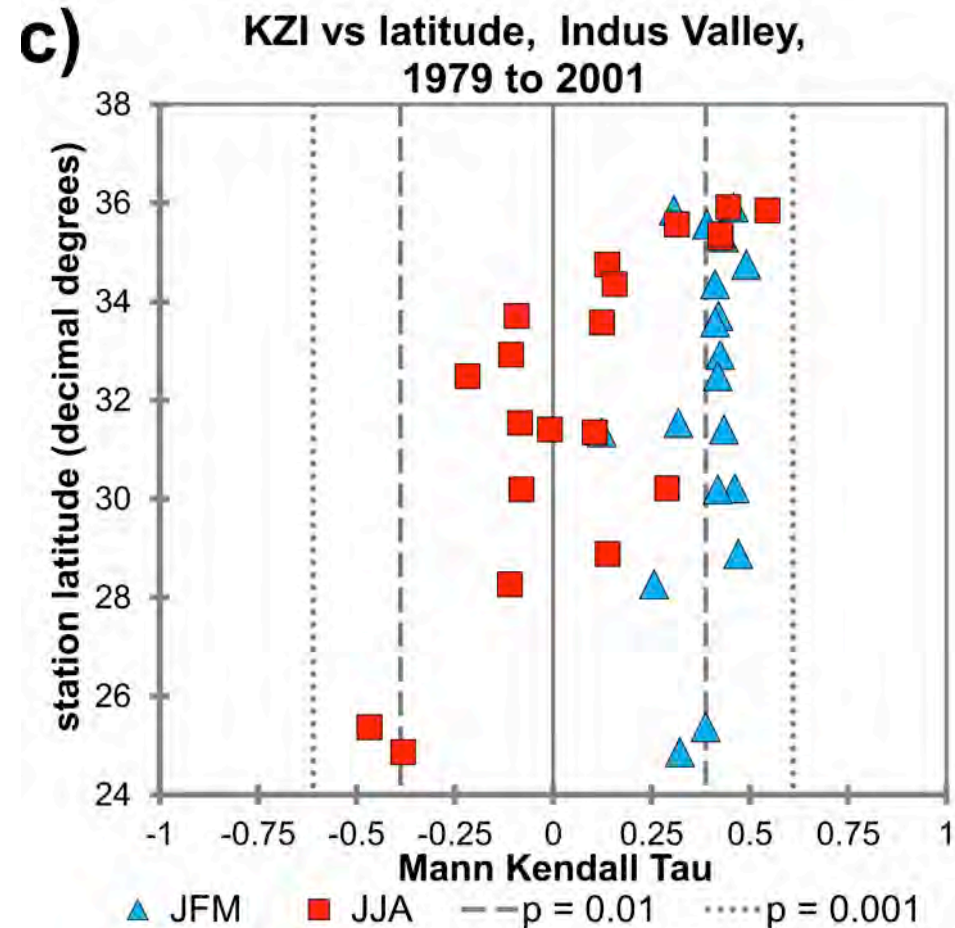 c)
KZI vs latitude, Indus Valley,
1979 to 2001
station latitude (decimal degrees)
38
36
34
32
30
28
26
24
-1 -0.75 -0.5 -0.25 0 0.25 0.5 0.75 1
Mann Kendall Tau
JFM JJA p = 0.01 p = 0.001